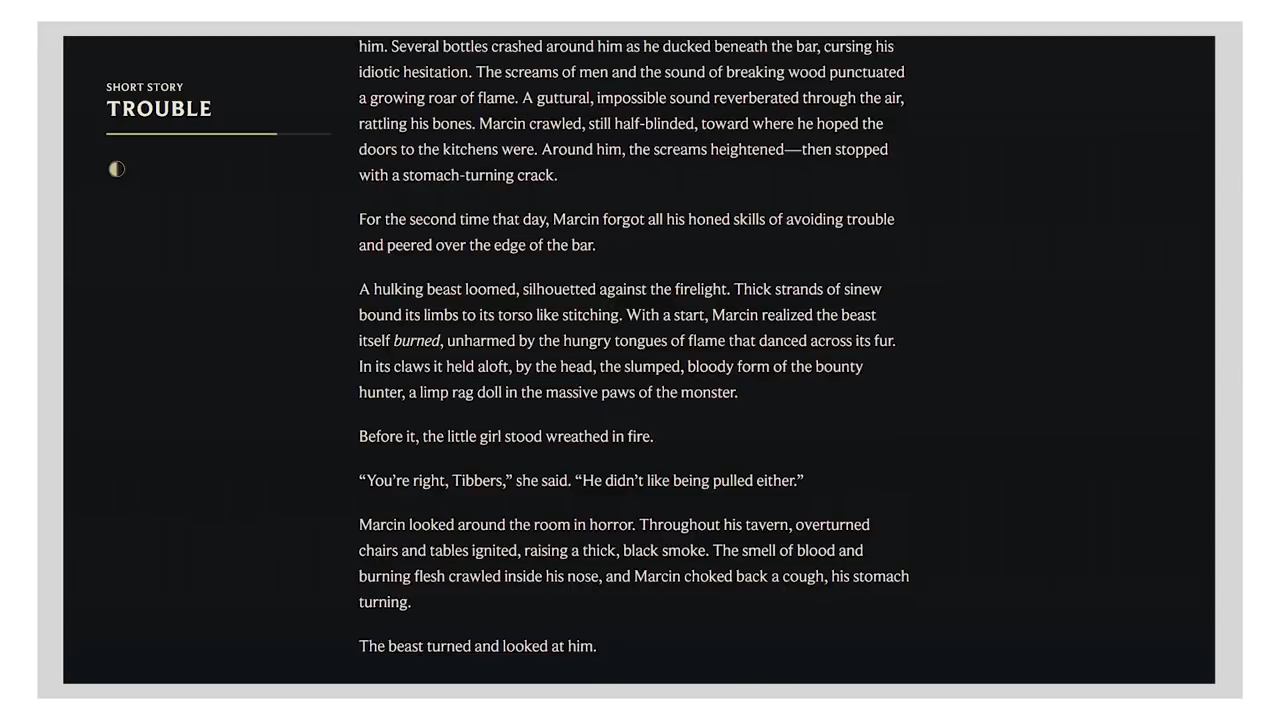 SHORT STORY
TROUBLE
him. Several bottles crashed around him as he ducked beneath the bar, cursing his
idiotic hesitation. The screams of men and the sound of breaking wood punctuated
a growing roar of flame. A guttural, impossible sound reverberated through the air,
rattling his bones. Marcin crawled, still half-blinded, toward where he hoped the
doors to the kitchens were. Around him, the screams heightened—then stopped
with a stomach-turning crack.
For the second time that day, Marcin forgot all his honed skills of avoiding trouble
and peered over the edge of the bar.
A hulking beast loomed, silhouetted against the firelight. Thick strands of sinew
bound its limbs to its torso like stitching. With a start, Marcin realized the beast
itself burned, unharmed by the hungry tongues of flame that danced across its fur.
In its claws it held aloft, by the head, the slumped, bloody form of the bounty
hunter, a limp rag doll in the massive paws of the monster.
Before it, the little girl stood wreathed in fire.
“You’re right, Tibbers,” she said. “He didn’t like being pulled either.”
Marcin looked around the room in horror. Throughout his tavern, overturned
chairs and tables ignited, raising a thick, black smoke. The smell of blood and
burning flesh crawled inside his nose, and Marcin choked back a cough, his stomach
turning.
The beast turned and looked at him.